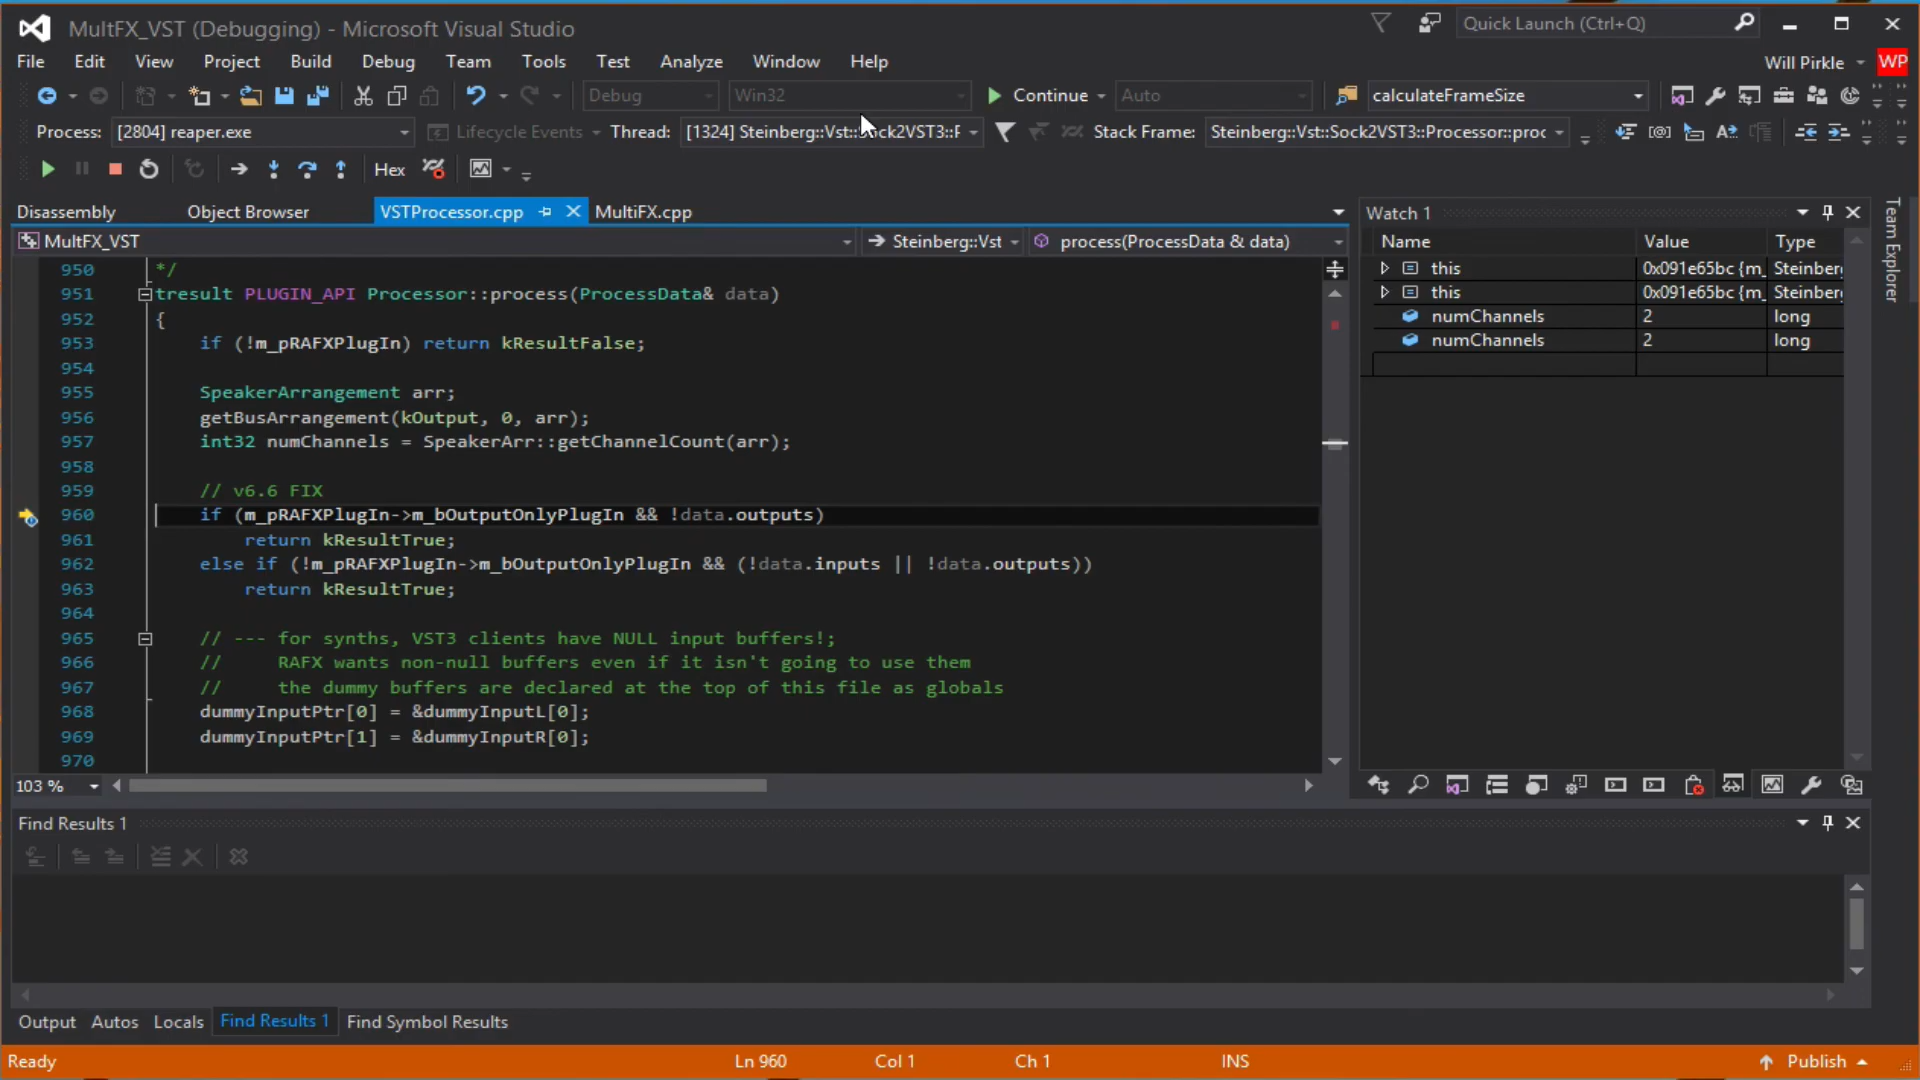 MultFX_VST (Debugging) - Microsoft Visual Studio
Quick Launch (Ctrl+Q)
File Edit View Project Build Debug Team Tools Test Analyze Window Help
Will Pirkle WP
Debug Win32 Continue Auto calculateFrameSize
Process: [2804] reaper.exe Lifecycle Events Thread: [1324] Steinberg::Vst::Sock2VST3::F Stack Frame: Steinberg::Vst::Sock2VST3::Processor::proc
Hex
Disassembly Object Browser VSTProcessor.cpp MultiFX.cpp
MultFX_VST Steinberg::Vst process(ProcessData & data)
950 */
951 tresult PLUGIN_API Processor::process(ProcessData& data)
952 {
953 if (!m_pRAFXPlugIn) return kResultFalse;
954
955 SpeakerArrangement arr;
956 getBusArrangement(kOutput, 0, arr);
957 int32 numChannels = SpeakerArr::getChannelCount(arr);
958
959 // v6.6 FIX
960 if (m_pRAFXPlugIn->m_bOutputOnlyPlugIn && !data.outputs)
961 return kResultTrue;
962 else if (!m_pRAFXPlugIn->m_bOutputOnlyPlugIn && (!data.inputs || !data.outputs))
963 return kResultTrue;
964
965 // --- for synths, VST3 clients have NULL input buffers!;
966 // RAFX wants non-null buffers even if it isn't going to use them
967 // the dummy buffers are declared at the top of this file as globals
968 dummyInputPtr[0] = &dummyInputL[0];
969 dummyInputPtr[1] = &dummyInputR[0];
970
103 %
Watch 1
Name Value Type
this 0x091e65bc {m_ Steinber
this 0x091e65bc {m_ Steinber
numChannels 2 long
numChannels 2 long
Team Explorer
Find Results 1
Output Autos Locals Find Results 1 Find Symbol Results
Ready Ln 960 Col 1 Ch 1 INS Publish